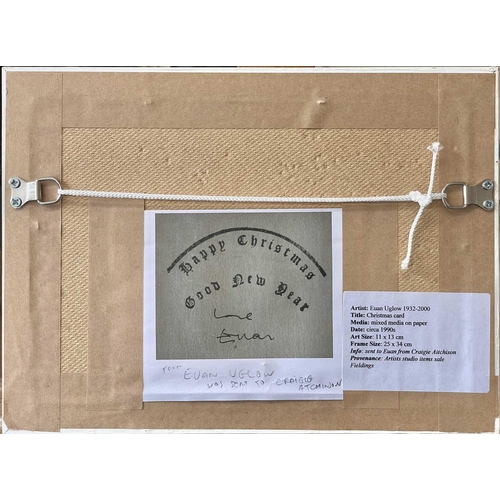 Happy Christmas
Good New Year
Love
Euan
FROM EUAN UGLOW
WAS SENT TO CRAIGIE
AITCHISON
Artist: Euan Uglow 1932-2000
Title: Christmas card
Media: mixed media on paper
Date: circa 1990s
Art Size: 11 x 13 cm
Frame Size: 25 x 34 cm
Info: sent to Euan from Craigie Aitchison
Provenance: Artists studio items sale
Fieldings